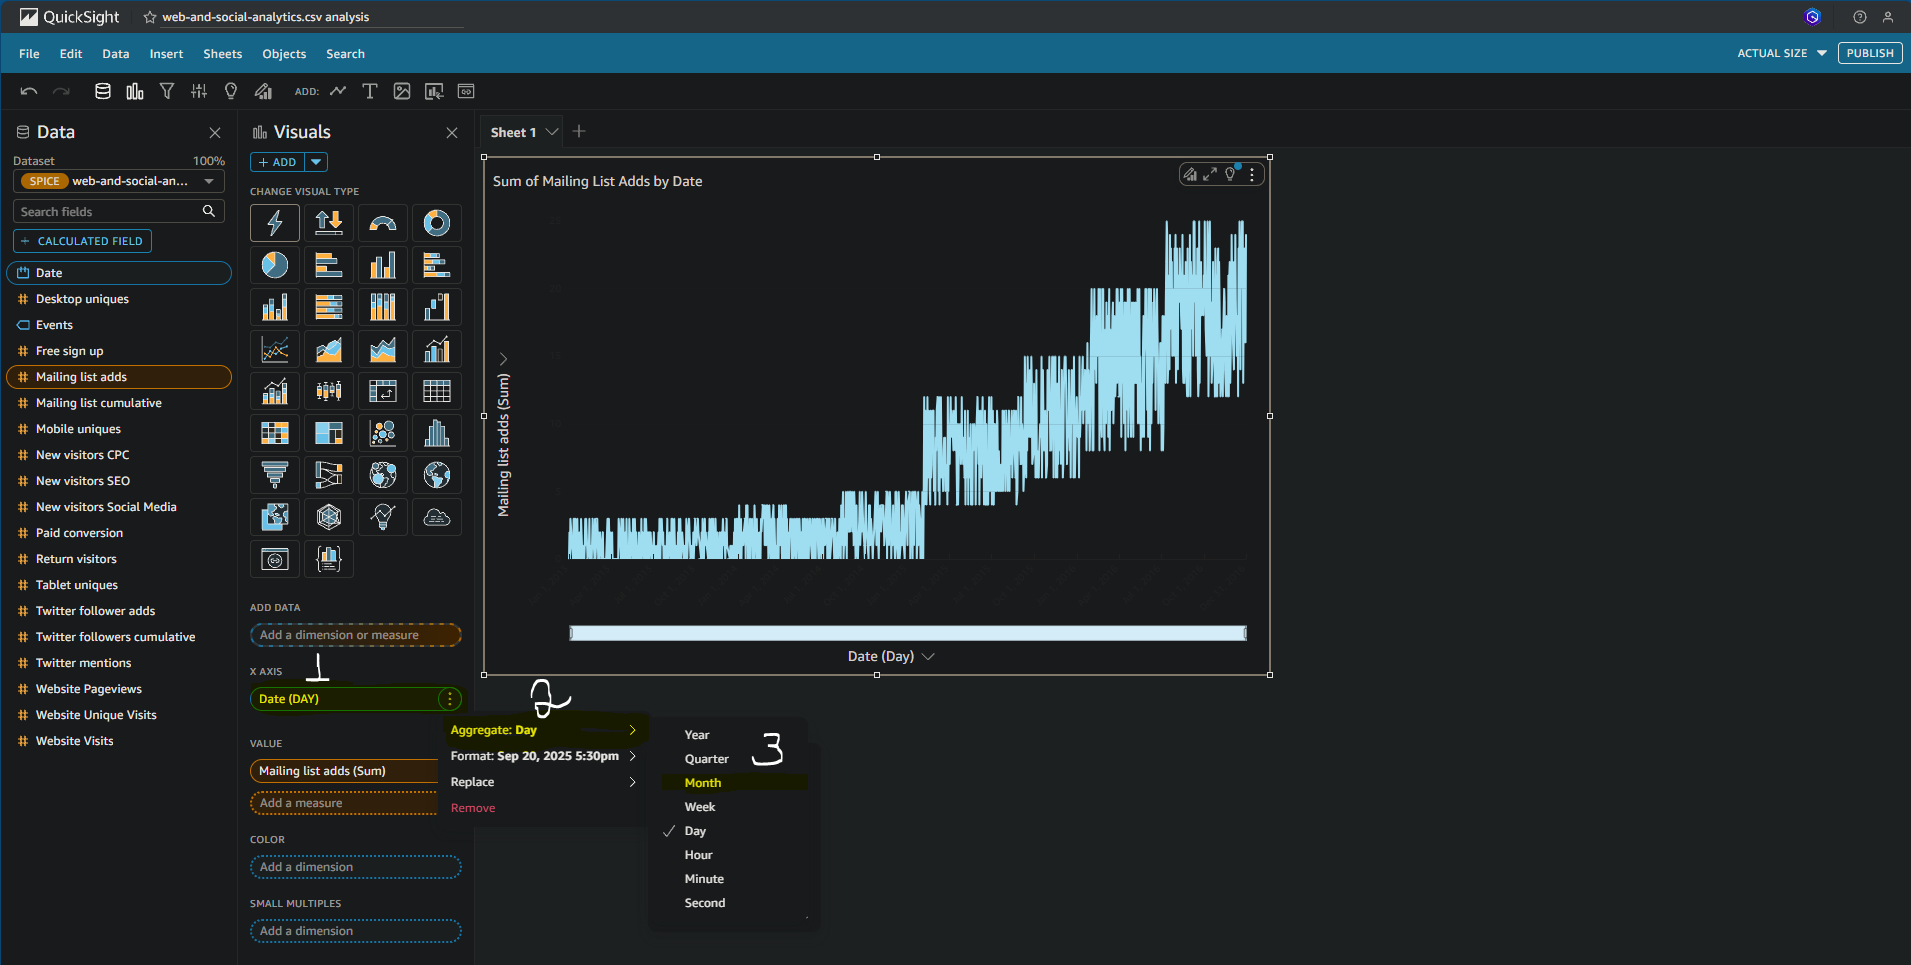 QuickSight
web-and-social-analytics.csv analysis
File Edit Data Insert Sheets Objects Search
ACTUAL SIZE PUBLISH
ADD:
Data
Dataset 100%
SPICE web-and-social-an...
Search fields
+ CALCULATED FIELD
Date
Desktop uniques
Events
Free sign up
Mailing list adds
Mailing list cumulative
Mobile uniques
New visitors CPC
New visitors SEO
New visitors Social Media
Paid conversion
Return visitors
Tablet uniques
Twitter follower adds
Twitter followers cumulative
Twitter mentions
Website Pageviews
Website Unique Visits
Website Visits
Visuals
+ ADD
CHANGE VISUAL TYPE
ADD DATA
Add a dimension or measure
1
X AXIS
Date (DAY)
VALUE
Mailing list adds (Sum)
Add a measure
COLOR
Add a dimension
SMALL MULTIPLES
Add a dimension
Sheet 1
Sum of Mailing List Adds by Date
Mailing list adds (Sum)
Date (Day)
2
Aggregate: Day
Format: Sep 20, 2025 5:30pm
Replace
Remove
3
Year
Quarter
Month
Week
Day
Hour
Minute
Second